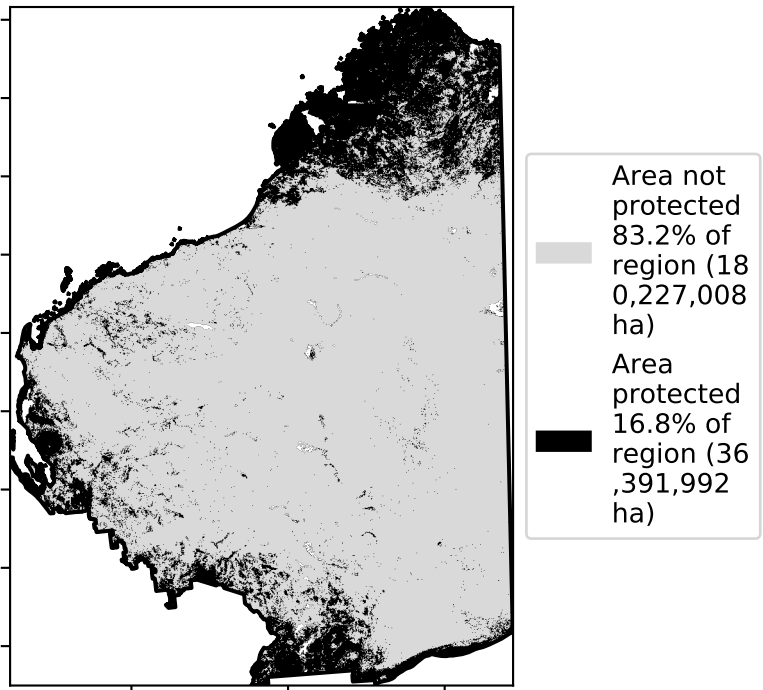 Area not
protected
83.2% of
region (18
0,227,008
ha)
Area
protected
16.8% of
region (36
,391,992
ha)